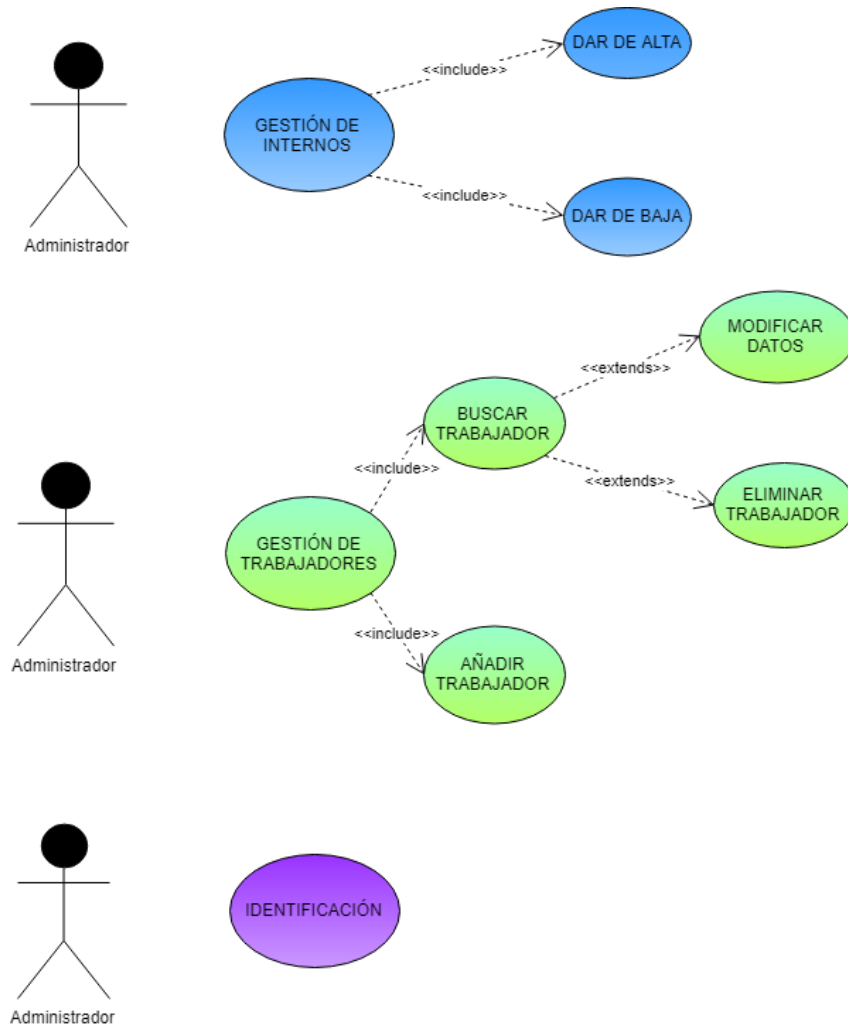 DAR DE ALTA
<<include>>
GESTIÓN DE
INTERNOS
<<include>>
DAR DE BAJA
Administrador
MODIFICAR
DATOS
<<extends>>
BUSCAR
TRABAJADOR
<<include>>
<<extends>>
ELIMINAR
TRABAJADOR
GESTIÓN DE
TRABAJADORES
<<include>>
AÑADIR
TRABAJADOR
Administrador
IDENTIFICACIÓN
Administrador